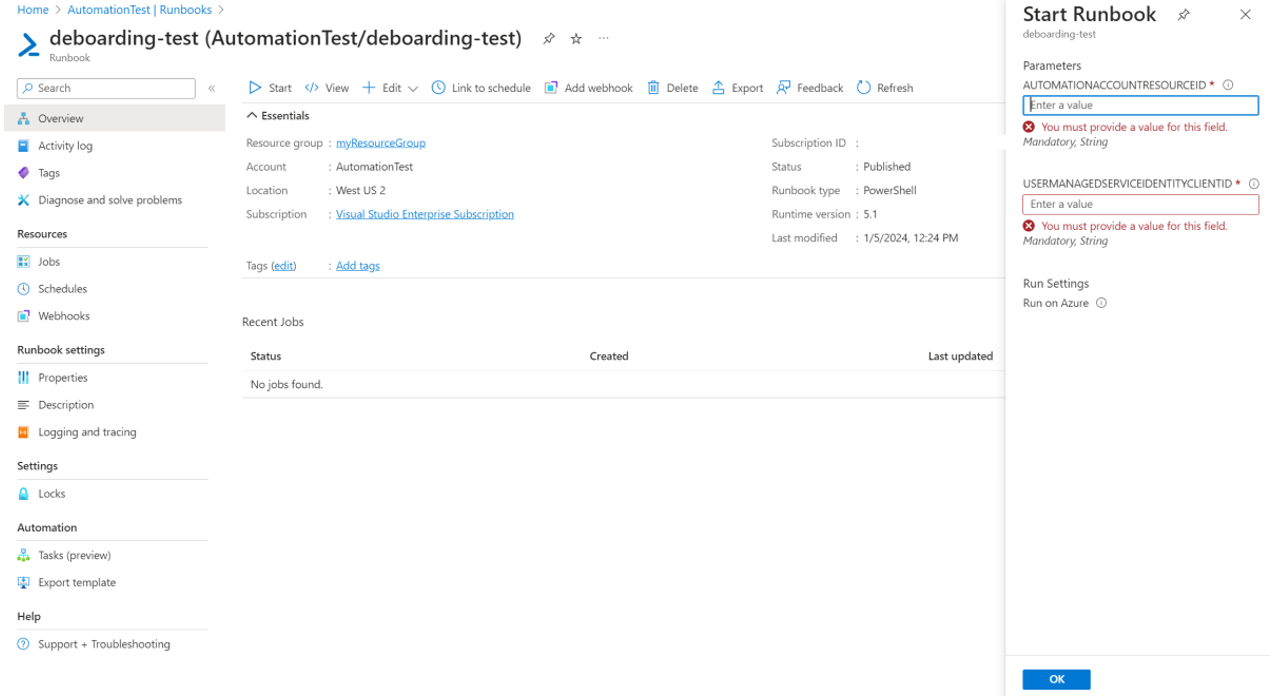 Home > AutomationTest | Runbooks >
deboarding-test (AutomationTest/deboarding-test) ...
Runbook
Search «
Overview
Activity log
Tags
Diagnose and solve problems
Resources
Jobs
Schedules
Webhooks
Runbook settings
Properties
Description
Logging and tracing
Settings
Locks
Automation
Tasks (preview)
Export template
Help
Support + Troubleshooting
Start View Edit Link to schedule Add webhook Delete Export Feedback Refresh
Essentials
Resource group : myResourceGroup
Account : AutomationTest
Location : West US 2
Subscription : Visual Studio Enterprise Subscription
Subscription ID :
Status : Published
Runbook type : PowerShell
Runtime version : 5.1
Last modified : 1/5/2024, 12:24 PM
Tags (edit) : Add tags
Recent Jobs
Status Created Last updated
No jobs found.
Start Runbook
deboarding-test
Parameters
AUTOMATIONACCOUNTRESOURCEID *
Enter a value
You must provide a value for this field.
Mandatory, String
USERMANAGEDSERVICEIDENTITYCLIENTID *
Enter a value
You must provide a value for this field.
Mandatory, String
Run Settings
Run on Azure
OK